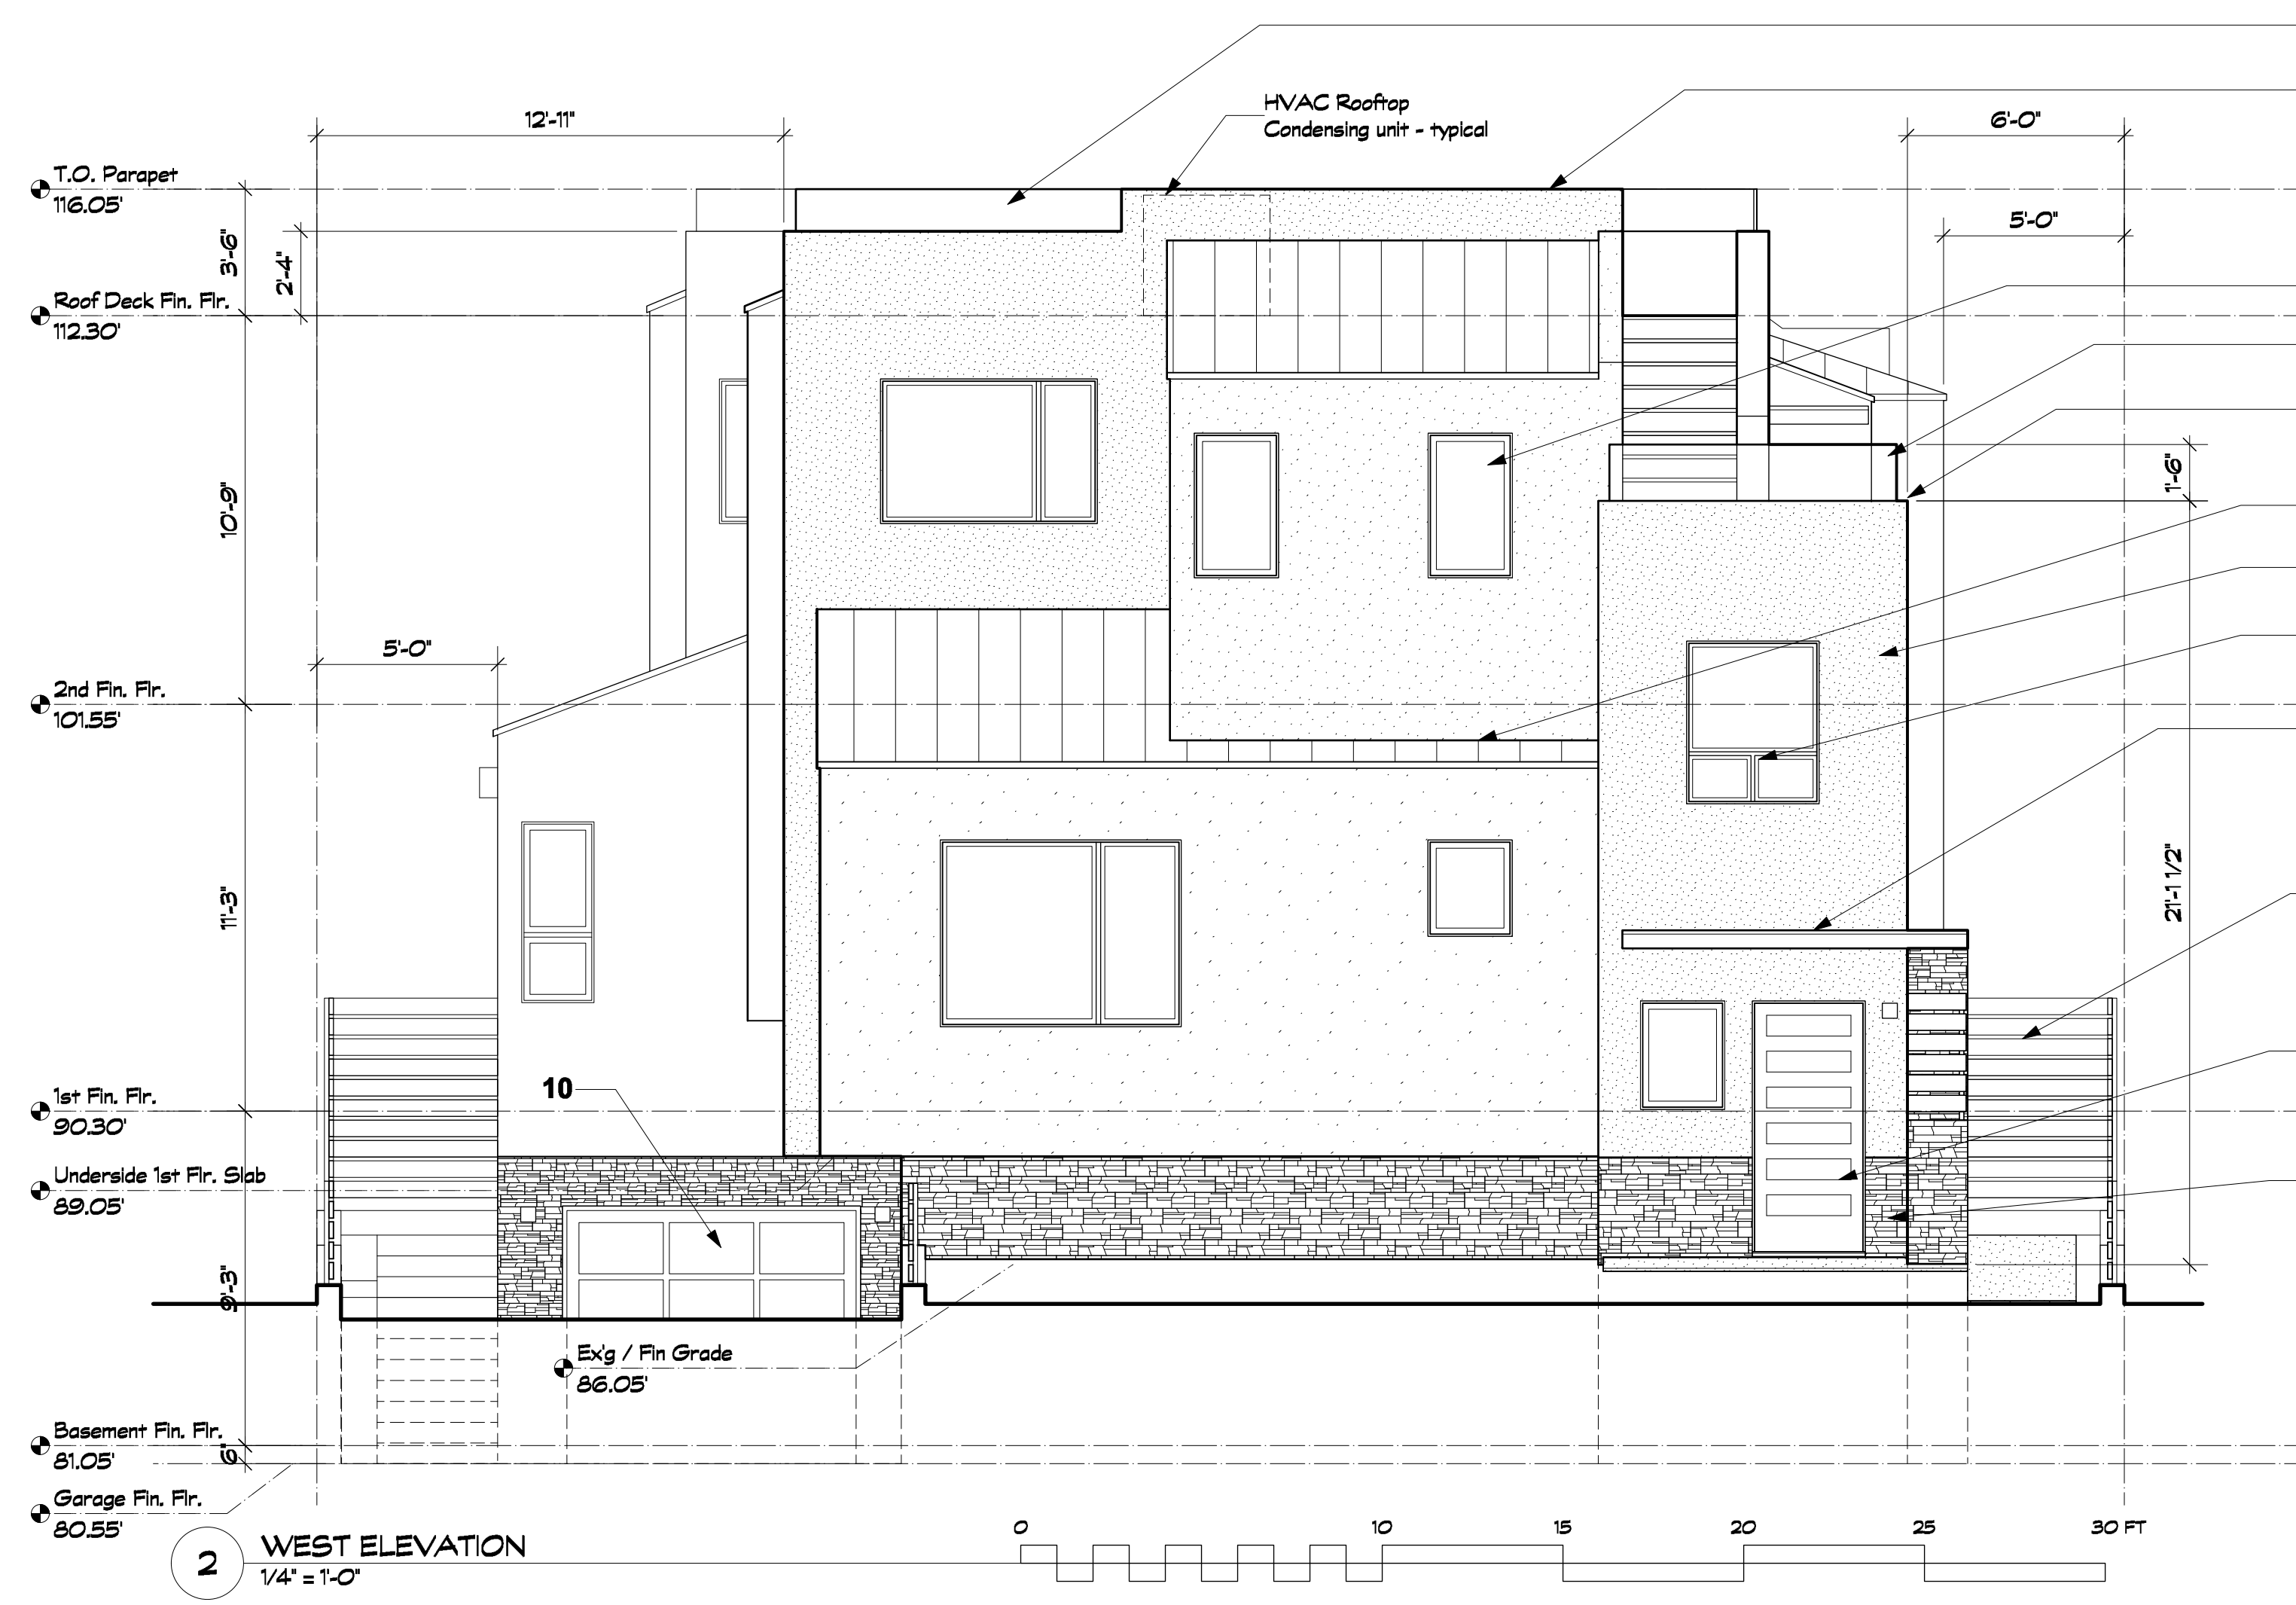 HVAC Rooftop
Condensing unit - typical
12'-11"
6'-0"
T.O. Parapet
116.05'
5'-0"
3'-6"
2'-4"
Roof Deck Fin. Flr.
112.30'
1'-6"
10'-9"
5'-0"
2nd Fin. Flr.
101.55'
11'-3"
21'-1 1/2"
10
1st Fin. Flr.
90.30'
Underside 1st Flr. Slab
89.05'
9'-3"
Ex'g / Fin Grade
86.05'
Basement Fin. Flr.
81.05'
6"
Garage Fin. Flr.
80.55'
2
WEST ELEVATION
1/4" = 1'-0"
0 10 15 20 25 30 FT